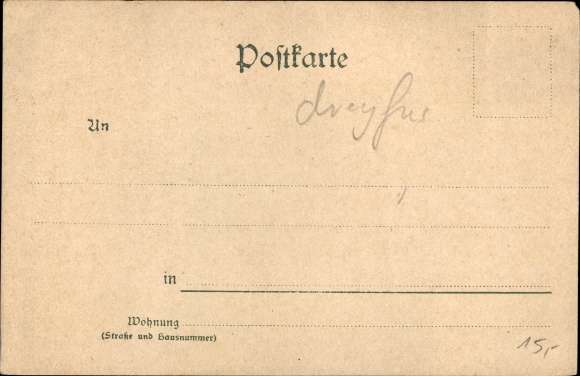 Postkarte
dreyfus
An
in
Wohnung
(Straße und Hausnummer)
15,-